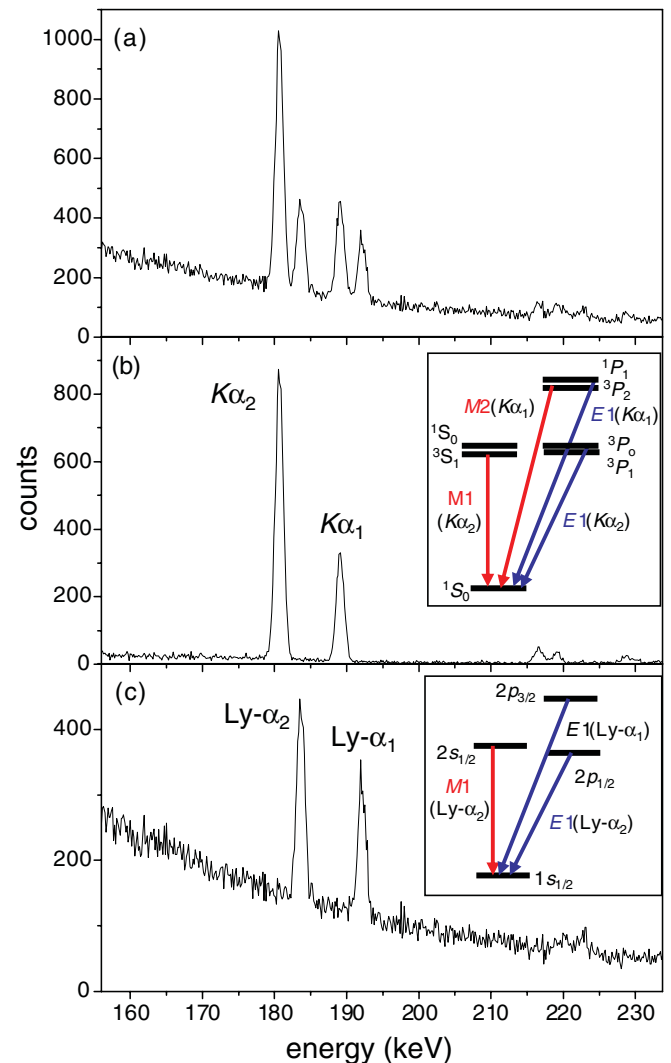 (a)
1000
800
600
400
200
0
(b)
Kα₂
Kα₁
800
600
400
200
0
counts
¹P₁
³P₂
M2(Kα₁)
E1(Kα₁)
¹S₀
³S₁
³Pₒ
³P₁
M1
(Kα₂)
E1(Kα₂)
¹S₀
(c)
Ly-α₂
Ly-α₁
400
200
0
2p₃/₂
E1(Ly-α₁)
2s₁/₂
2p₁/₂
M1
(Ly-α₂)
E1(Ly-α₂)
1s₁/₂
160 170 180 190 200 210 220 230
energy (keV)